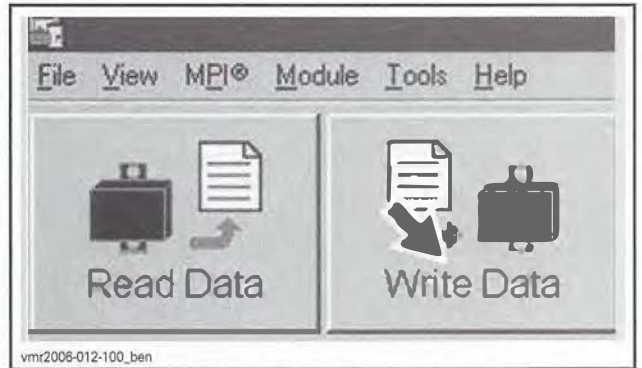 File View MPI® Module Tools Help
Read Data Write Data
vmr2006-012-100_ben